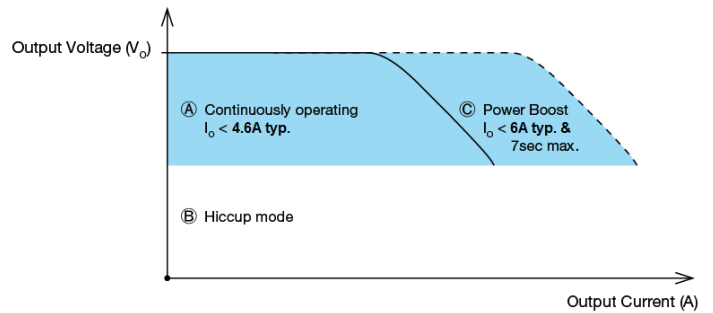 Output Voltage (Vo)
Ⓐ Continuously operating
Io < 4.6A typ.
Ⓒ Power Boost
Io < 6A typ. &
7sec max.
Ⓑ Hiccup mode
Output Current (A)